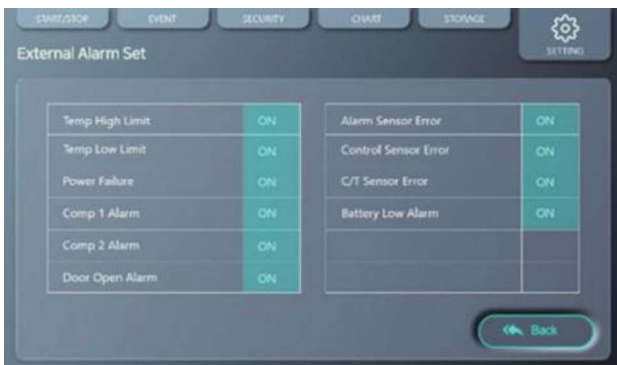 START/STOP EVENT SECURITY CHART STORAGE
SETTING
External Alarm Set
Temp High Limit ON
Temp Low Limit ON
Power Failure ON
Comp 1 Alarm ON
Comp 2 Alarm ON
Door Open Alarm ON
Alarm Sensor Error ON
Control Sensor Error ON
C/T Sensor Error ON
Battery Low Alarm ON
Back